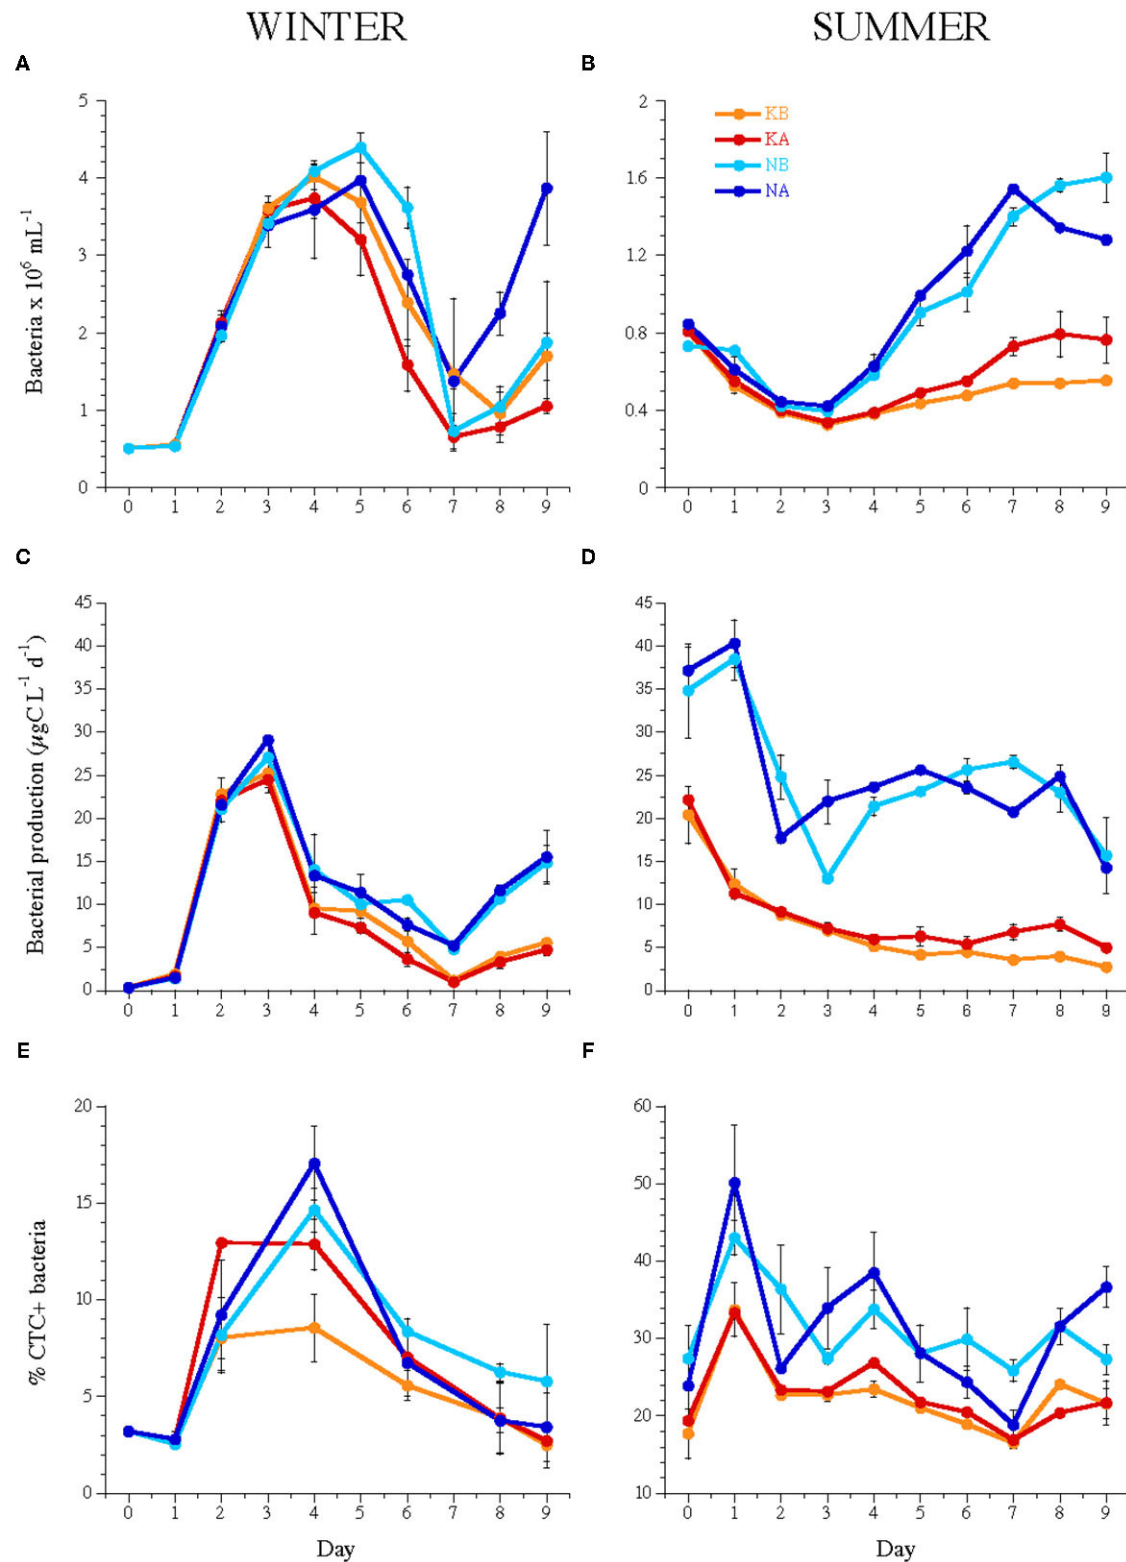 WINTER
SUMMER
A
B
5
4
3
2
1
0
Bacteria x 10⁶ mL⁻¹
0 1 2 3 4 5 6 7 8 9
2
1.6
1.2
0.8
0.4
0
KB
KA
NB
NA
0 1 2 3 4 5 6 7 8 9
C
D
45
40
35
30
25
20
15
10
5
0
Bacterial production (µgC L⁻¹ d⁻¹)
0 1 2 3 4 5 6 7 8 9
45
40
35
30
25
20
15
10
5
0
0 1 2 3 4 5 6 7 8 9
E
F
20
15
10
5
0
% CTC+ bacteria
0 1 2 3 4 5 6 7 8 9
Day
60
50
40
30
20
10
0 1 2 3 4 5 6 7 8 9
Day